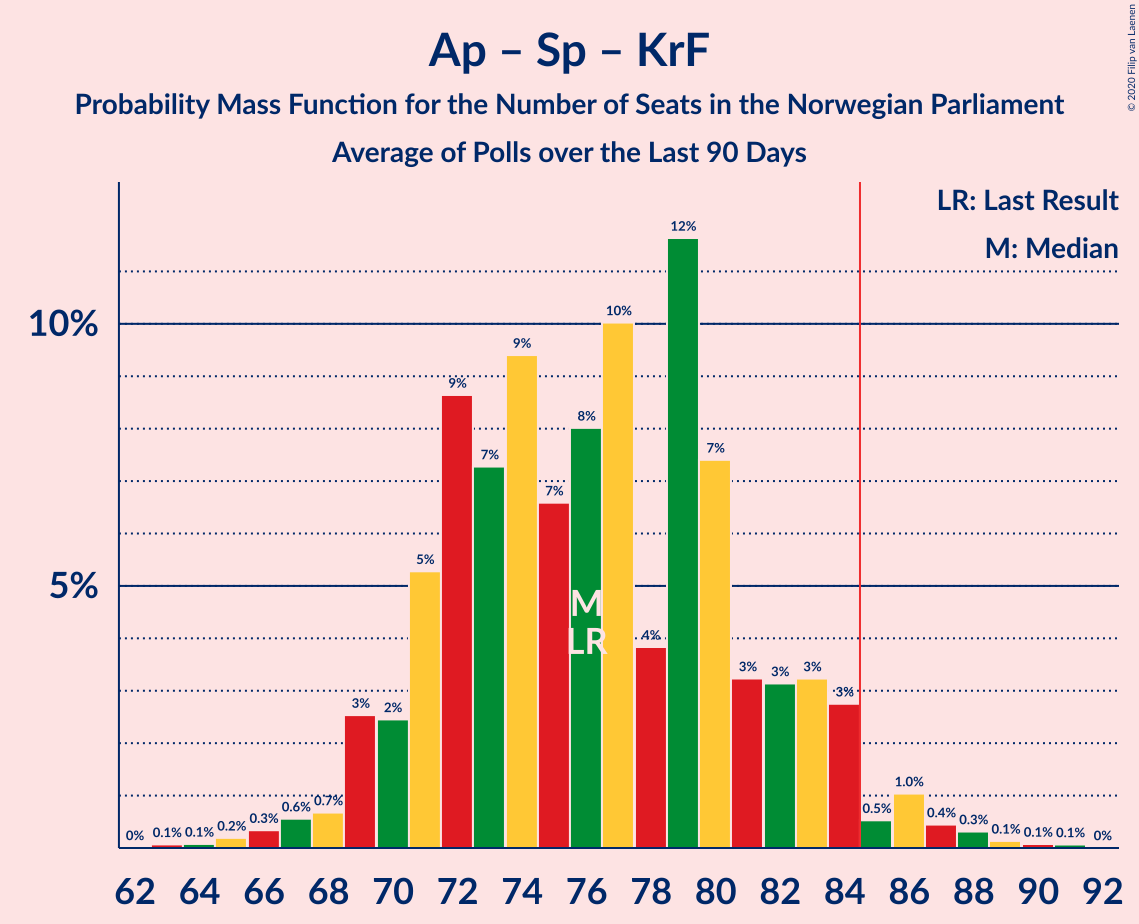 Ap – Sp – KrF
Probability Mass Function for the Number of Seats in the Norwegian Parliament
Average of Polls over the Last 90 Days
© 2020 Filip van Laenen
LR: Last Result
M: Median
10%
5%
0% 0.1% 0.1% 0.2% 0.3% 0.6% 0.7% 3% 2% 5% 9% 7% 9% 7% 8% 10% 4% 12% 7% 3% 3% 3% 3% 0.5% 1.0% 0.4% 0.3% 0.1% 0.1% 0.1% 0%
M
LR
62 64 66 68 70 72 74 76 78 80 82 84 86 88 90 92